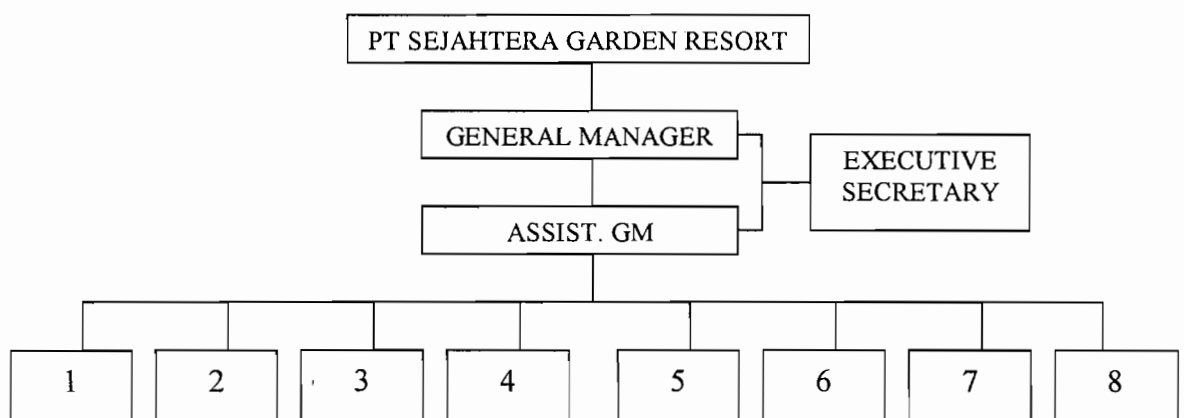 PT SEJAHTERA GARDEN RESORT
GENERAL MANAGER
EXECUTIVE
SECRETARY
ASSIST. GM
1
2
3
4
5
6
7
8